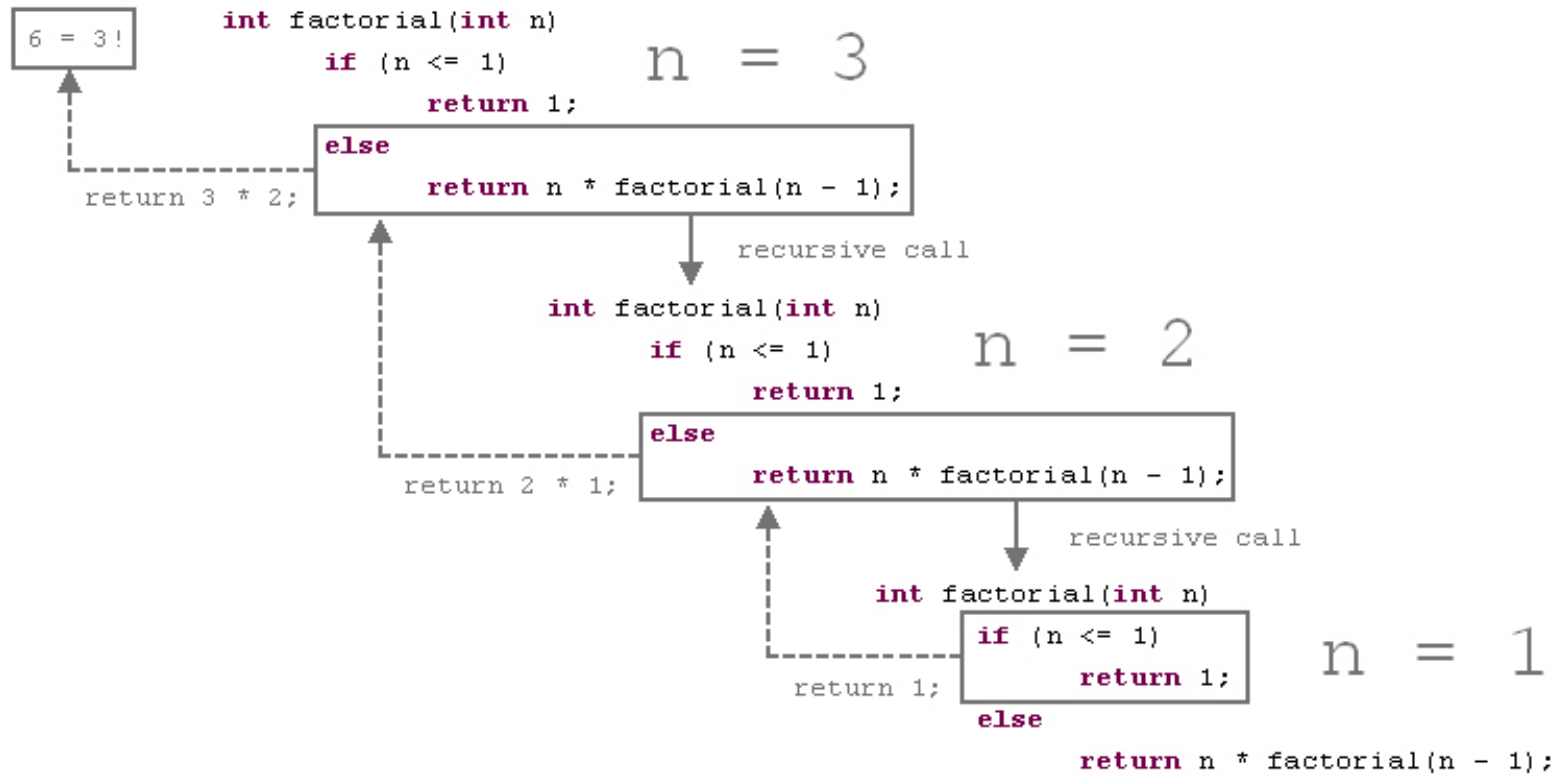 6 = 3!
int factorial(int n)
if (n <= 1)
return 1;
n = 3
else
return n * factorial(n - 1);
return 3 * 2;
recursive call
int factorial(int n)
if (n <= 1)
return 1;
n = 2
else
return n * factorial(n - 1);
return 2 * 1;
recursive call
int factorial(int n)
if (n <= 1)
return 1;
n = 1
return 1;
else
return n * factorial(n - 1);